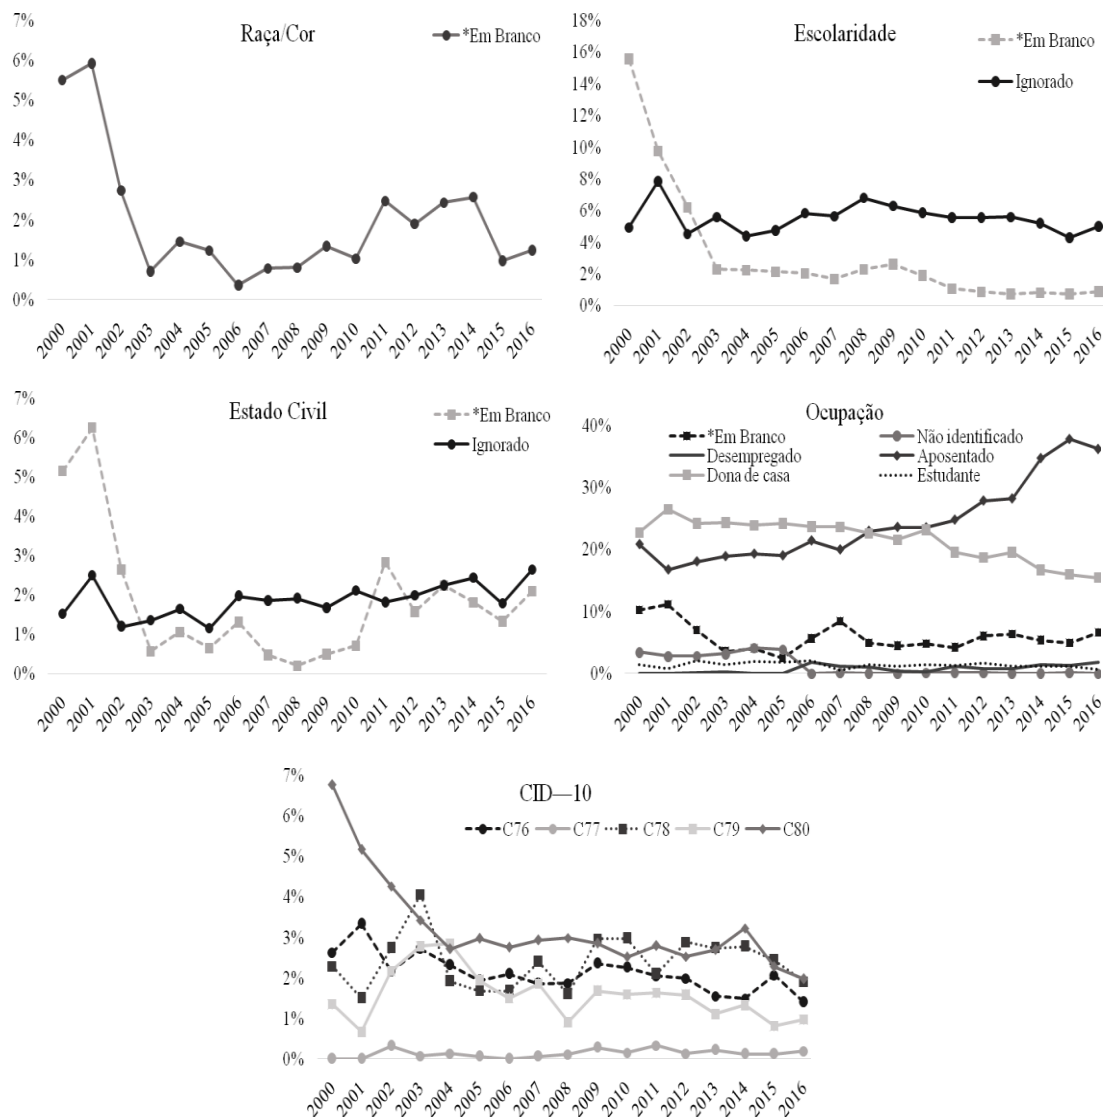 Raça/Cor
*Em Branco
7%
6%
5%
4%
3%
2%
1%
0%
2000 2001 2002 2003 2004 2005 2006 2007 2008 2009 2010 2011 2012 2013 2014 2015 2016
Escolaridade
*Em Branco
Ignorado
18%
16%
14%
12%
10%
8%
6%
4%
2%
0%
2000 2001 2002 2003 2004 2005 2006 2007 2008 2009 2010 2011 2012 2013 2014 2015 2016
Estado Civil
*Em Branco
Ignorado
7%
6%
5%
4%
3%
2%
1%
0%
2000 2001 2002 2003 2004 2005 2006 2007 2008 2009 2010 2011 2012 2013 2014 2015 2016
Ocupação
*Em Branco Não identificado
Desempregado Aposentado
Dona de casa Estudante
40%
30%
20%
10%
0%
2000 2001 2002 2003 2004 2005 2006 2007 2008 2009 2010 2011 2012 2013 2014 2015 2016
CID—10
C76 C77 C78 C79 C80
7%
6%
5%
4%
3%
2%
1%
0%
2000 2001 2002 2003 2004 2005 2006 2007 2008 2009 2010 2011 2012 2013 2014 2015 2016